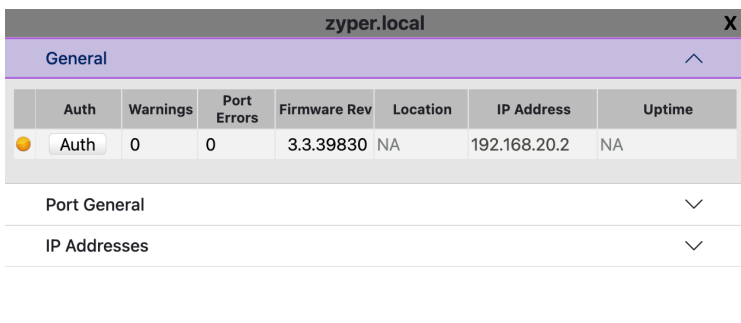 zyper.local X
General
Auth Warnings Port Errors Firmware Rev Location IP Address Uptime
Auth 0 0 3.3.39830 NA 192.168.20.2 NA
Port General
IP Addresses